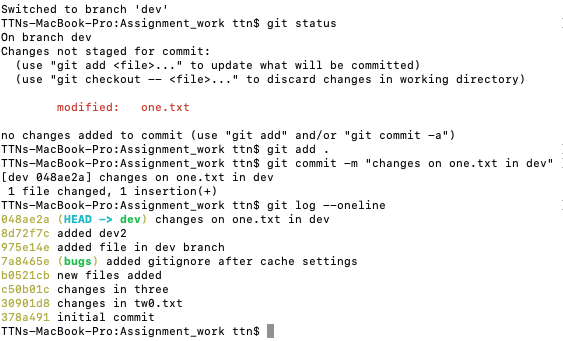 Switched to branch 'dev'
TTNs-MacBook-Pro:Assignment_work ttn$ git status
On branch dev
Changes not staged for commit:
  (use "git add <file>..." to update what will be committed)
  (use "git checkout -- <file>..." to discard changes in working directory)
        modified:   one.txt
no changes added to commit (use "git add" and/or "git commit -a")
TTNs-MacBook-Pro:Assignment_work ttn$ git add .
TTNs-MacBook-Pro:Assignment_work ttn$ git commit -m "changes on one.txt in dev"
[dev 048ae2a] changes on one.txt in dev
 1 file changed, 1 insertion(+)
TTNs-MacBook-Pro:Assignment_work ttn$ git log --oneline
048ae2a (HEAD -> dev) changes on one.txt in dev
8d72f7c added dev2
975e14e added file in dev branch
7a8465e (bugs) added gitignore after cache settings
b0521cb new files added
c50b01c changes in three
30901d8 changes in tw0.txt
378a491 initial commit
TTNs-MacBook-Pro:Assignment_work ttn$